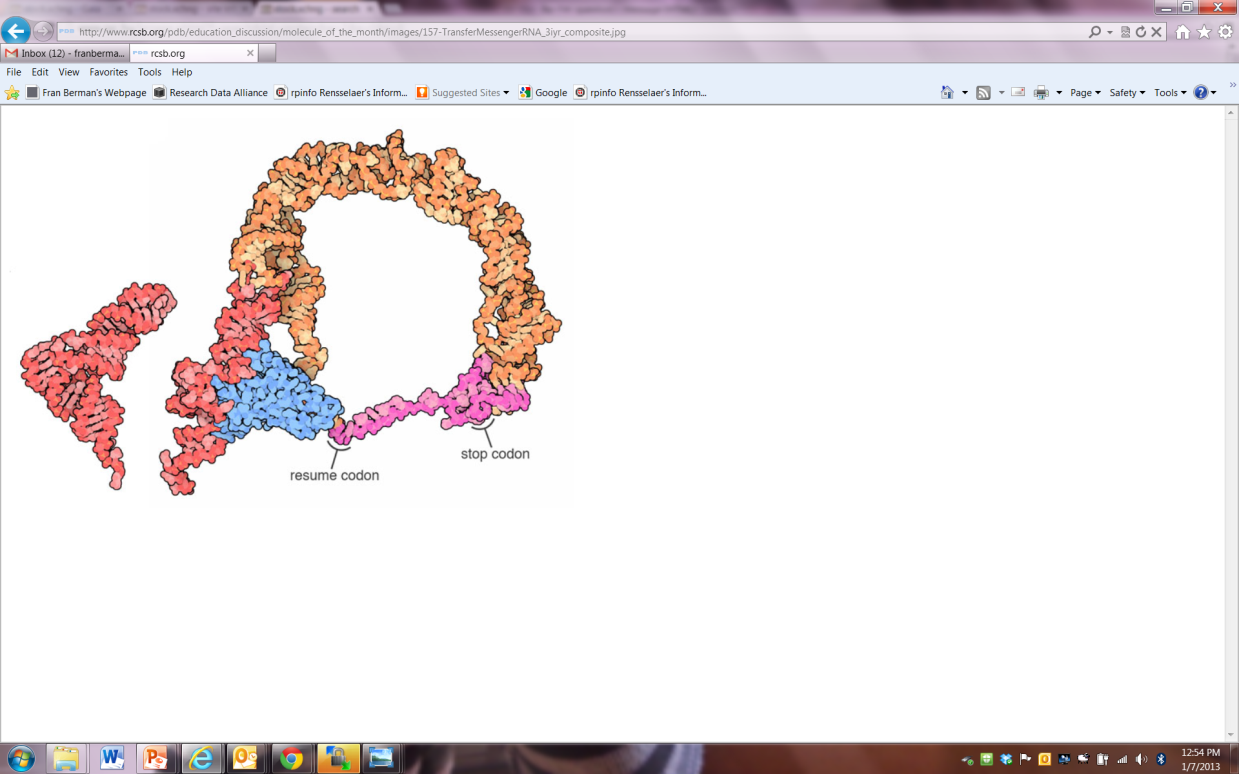 http://www.rcsb.org/pdb/education_discussion/molecule_of_the_month/images/157-TransferMessengerRNA_3iyr_composite.jpg
Inbox (12) - franberma... rcsb.org
File Edit View Favorites Tools Help
Fran Berman's Webpage Research Data Alliance rpinfo Rensselaer's Inform... Suggested Sites Google rpinfo Rensselaer's Inform... Page Safety Tools
stop codon
resume codon
12:54 PM
1/7/2013